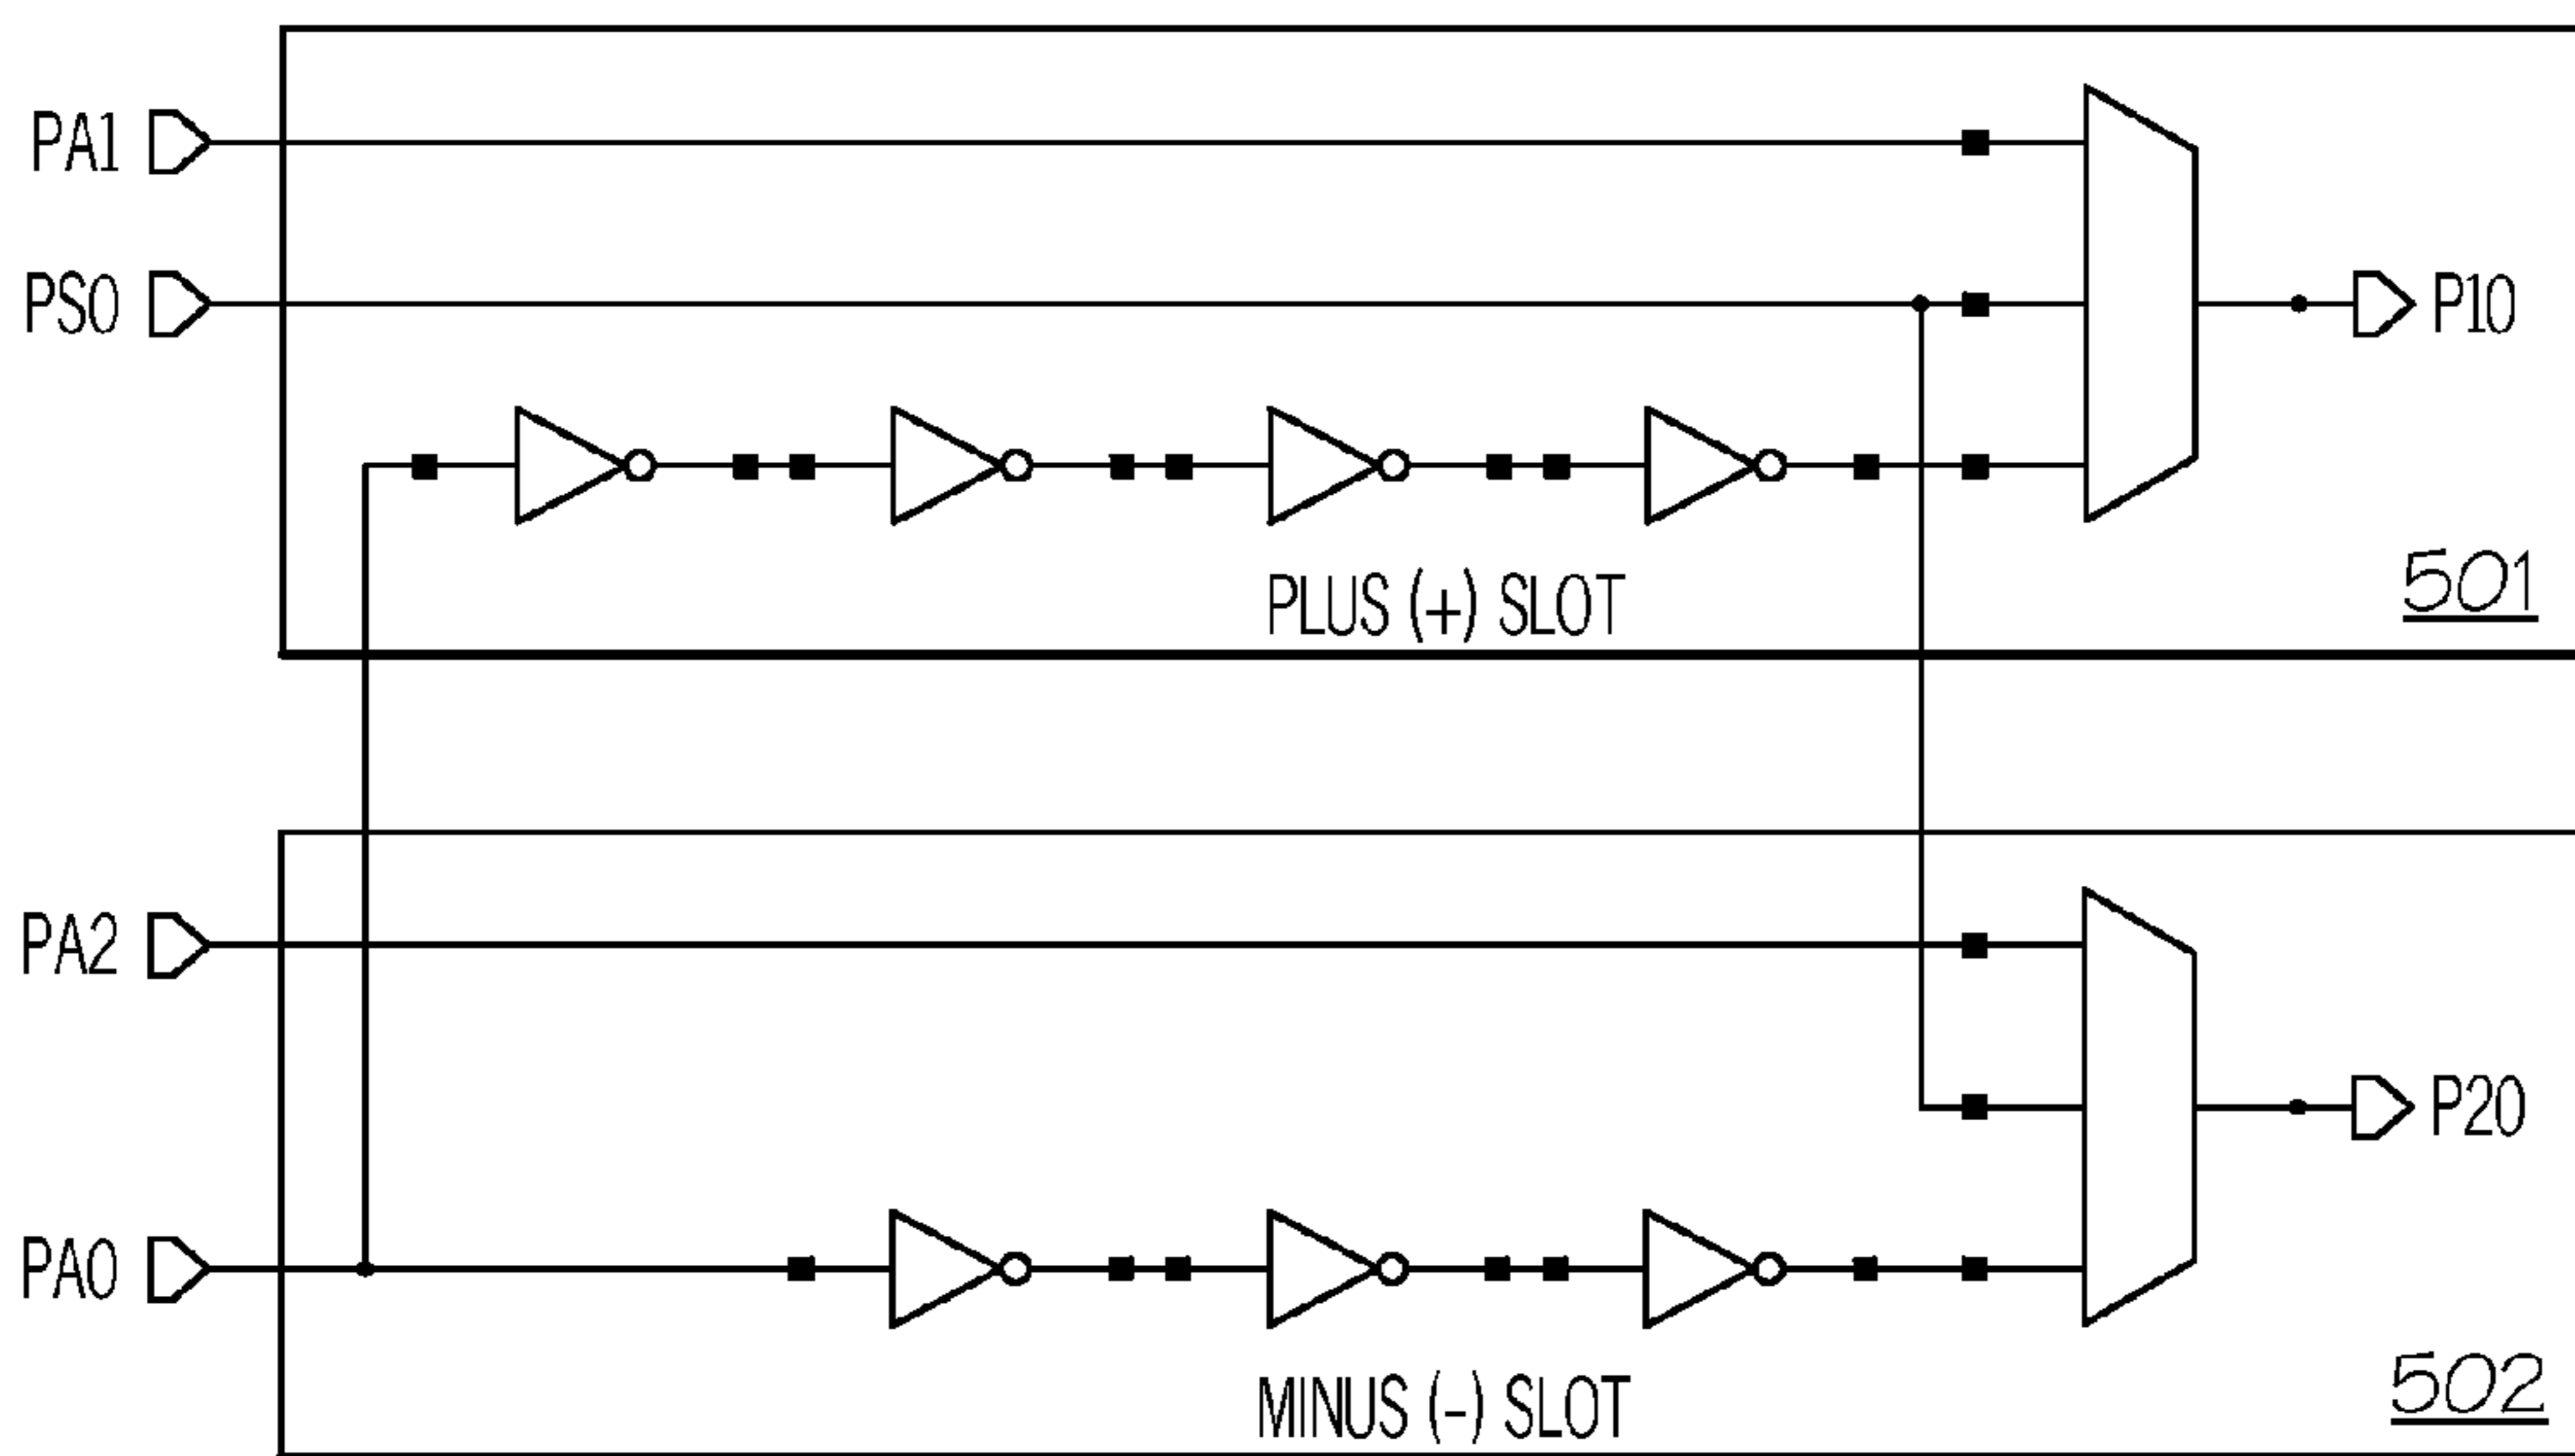 PA1
PS0
P10
PLUS (+) SLOT
501
PA2
P20
PA0
MINUS (-) SLOT
502